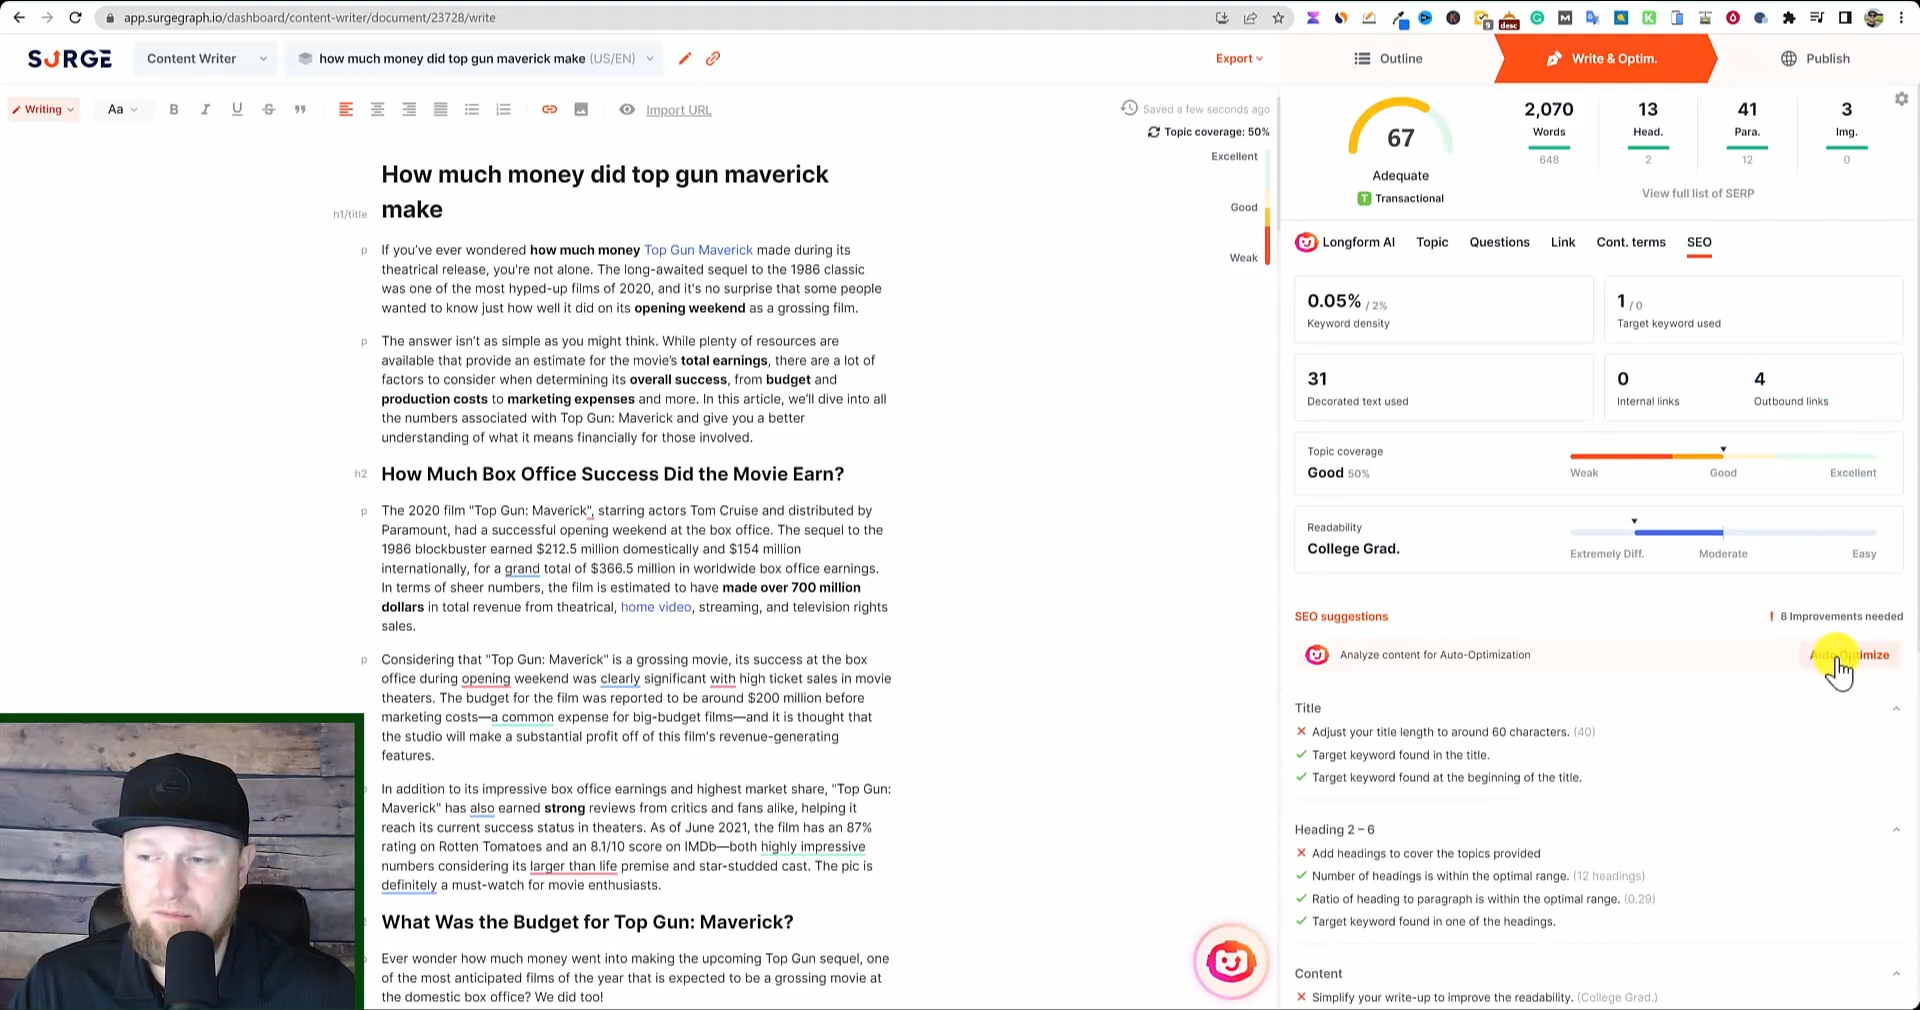 app.surgegraph.io/dashboard/content-writer/document/23728/write
9
desc
SURGE
Content Writer
how much money did top gun maverick make (US/EN)
Export
Outline
Write & Optim.
Publish
Writing
Aa
B I U S
Import URL
Saved a few seconds ago
Topic coverage: 50%
Excellent
Good
Weak
h1/title
How much money did top gun maverick
make
p
If you've ever wondered how much money Top Gun Maverick made during its
theatrical release, you're not alone. The long-awaited sequel to the 1986 classic
was one of the most hyped-up films of 2020, and it's no surprise that some people
wanted to know just how well it did on its opening weekend as a grossing film.
p
The answer isn't as simple as you might think. While plenty of resources are
available that provide an estimate for the movie's total earnings, there are a lot of
factors to consider when determining its overall success, from budget and
production costs to marketing expenses and more. In this article, we'll dive into all
the numbers associated with Top Gun: Maverick and give you a better
understanding of what it means financially for those involved.
h2
How Much Box Office Success Did the Movie Earn?
p
The 2020 film "Top Gun: Maverick", starring actors Tom Cruise and distributed by
Paramount, had a successful opening weekend at the box office. The sequel to the
1986 blockbuster earned $212.5 million domestically and $154 million
internationally, for a grand total of $366.5 million in worldwide box office earnings.
In terms of sheer numbers, the film is estimated to have made over 700 million
dollars in total revenue from theatrical, home video, streaming, and television rights
sales.
p
Considering that "Top Gun: Maverick" is a grossing movie, its success at the box
office during opening weekend was clearly significant with high ticket sales in movie
theaters. The budget for the film was reported to be around $200 million before
marketing costs—a common expense for big-budget films—and it is thought that
the studio will make a substantial profit off of this film's revenue-generating
features.
In addition to its impressive box office earnings and highest market share, "Top Gun:
Maverick" has also earned strong reviews from critics and fans alike, helping it
reach its current success status in theaters. As of June 2021, the film has an 87%
rating on Rotten Tomatoes and an 8.1/10 score on IMDb—both highly impressive
numbers considering its larger than life premise and star-studded cast. The pic is
definitely a must-watch for movie enthusiasts.
What Was the Budget for Top Gun: Maverick?
Ever wonder how much money went into making the upcoming Top Gun sequel, one
of the most anticipated films of the year that is expected to be a grossing movie at
the domestic box office? We did too!
67
Adequate
T Transactional
2,070
Words
648
13
Head.
2
41
Para.
12
3
Img.
0
View full list of SERP
Longform AI
Topic
Questions
Link
Cont. terms
SEO
0.05% / 2%
Keyword density
1 / 0
Target keyword used
31
Decorated text used
0
Internal links
4
Outbound links
Topic coverage
Good 50%
Weak
Good
Excellent
Readability
College Grad.
Extremely Diff.
Moderate
Easy
SEO suggestions
! 8 Improvements needed
Analyze content for Auto-Optimization
Auto Optimize
Title
Adjust your title length to around 60 characters. (40)
Target keyword found in the title.
Target keyword found at the beginning of the title.
Heading 2 – 6
Add headings to cover the topics provided
Number of headings is within the optimal range. (12 headings)
Ratio of heading to paragraph is within the optimal range. (0.29)
Target keyword found in one of the headings.
Content
Simplify your write-up to improve the readability. (College Grad.)